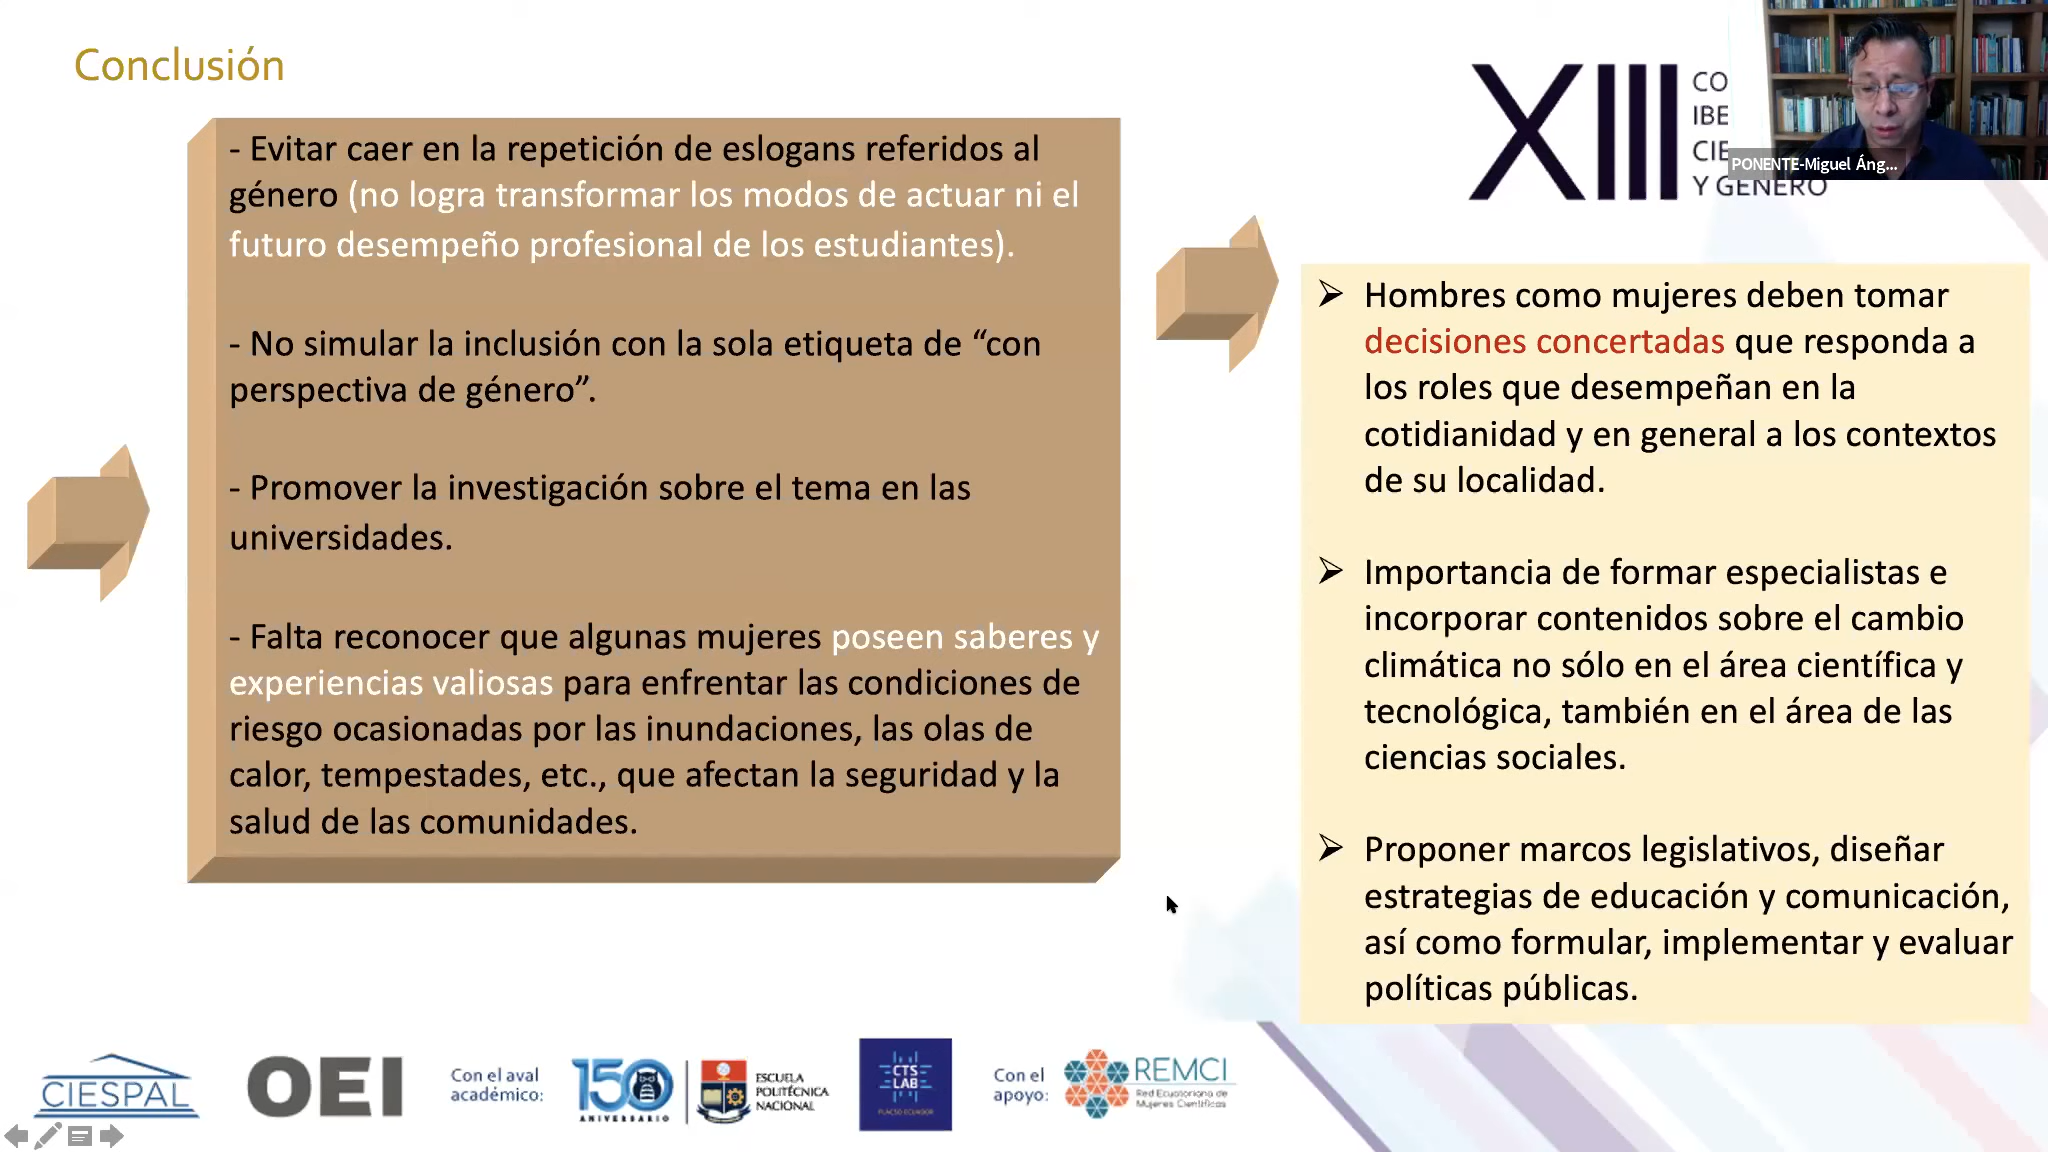 Conclusión
- Evitar caer en la repetición de eslogans referidos al
género (no logra transformar los modos de actuar ni el
futuro desempeño profesional de los estudiantes).
- No simular la inclusión con la sola etiqueta de “con
perspectiva de género”.
- Promover la investigación sobre el tema en las
universidades.
- Falta reconocer que algunas mujeres poseen saberes y
experiencias valiosas para enfrentar las condiciones de
riesgo ocasionadas por las inundaciones, las olas de
calor, tempestades, etc., que afectan la seguridad y la
salud de las comunidades.
XIII
CO
IBE
CIE
Y GÉNERO
PONENTE-Miguel Áng...
➢ Hombres como mujeres deben tomar
decisiones concertadas que responda a
los roles que desempeñan en la
cotidianidad y en general a los contextos
de su localidad.
➢ Importancia de formar especialistas e
incorporar contenidos sobre el cambio
climática no sólo en el área científica y
tecnológica, también en el área de las
ciencias sociales.
➢ Proponer marcos legislativos, diseñar
estrategias de educación y comunicación,
así como formular, implementar y evaluar
políticas públicas.
CIESPAL
OEI
Con el aval
académico:
150
ANIVERSARIO
ESCUELA
POLITÉCNICA
NACIONAL
CTS
LAB
FLACSO ECUADOR
Con el
apoyo:
REMCI
Red Ecuatoriana de
Mujeres Científicas